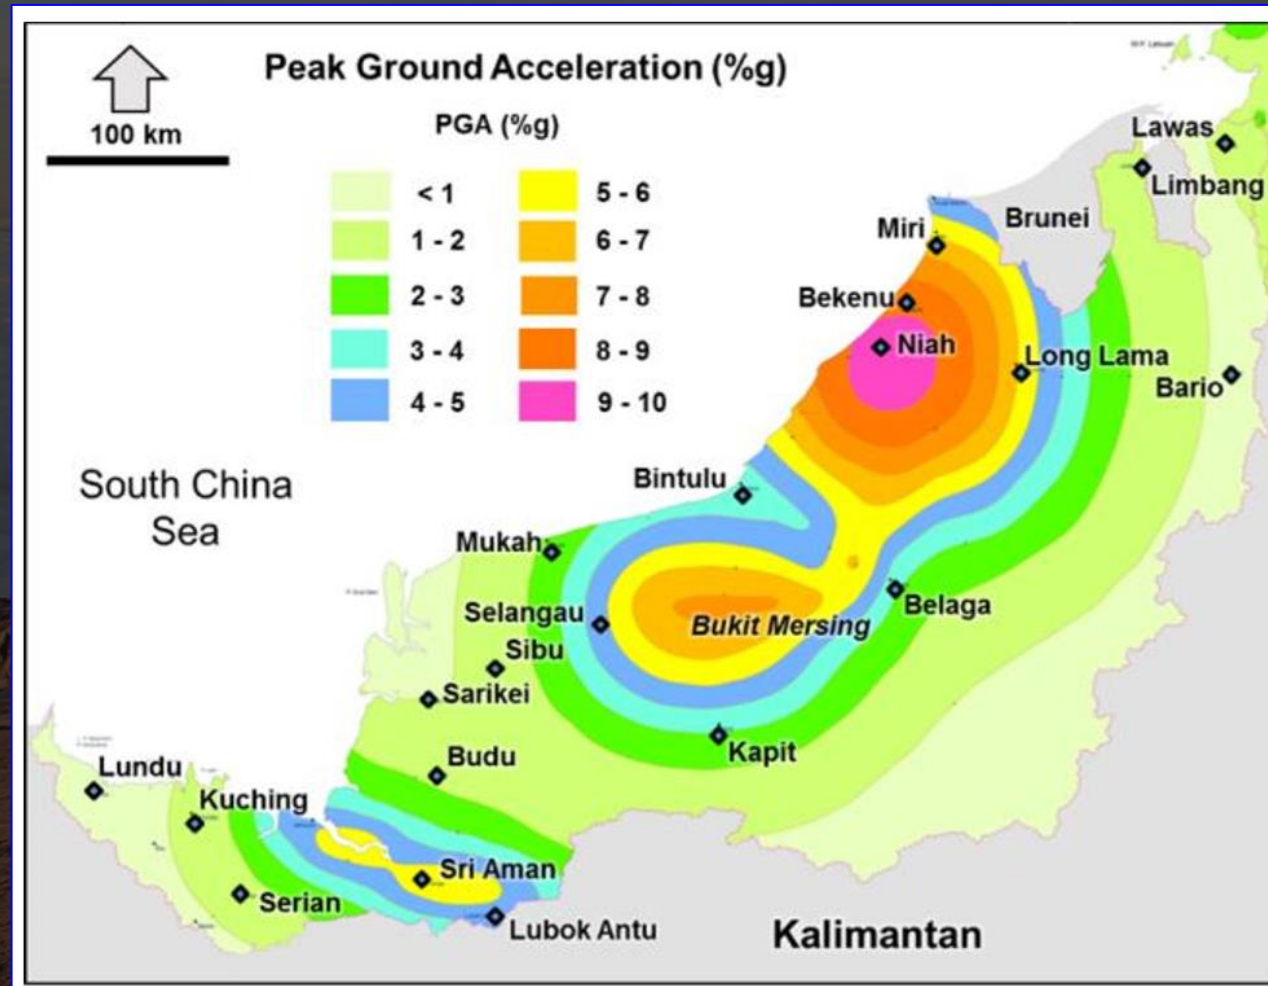 Peak Ground Acceleration (%g)
100 km
PGA (%g)
< 1
5 - 6
1 - 2
6 - 7
2 - 3
7 - 8
3 - 4
8 - 9
4 - 5
9 - 10
Lawas
Limbang
Brunei
Miri
Bekenu
Niah
Long Lama
Bario
South China
Sea
Bintulu
Mukah
Belaga
Selangau
Bukit Mersing
Sibu
Sarikei
Kapit
Budu
Lundu
Kuching
Sri Aman
Serian
Lubok Antu
Kalimantan